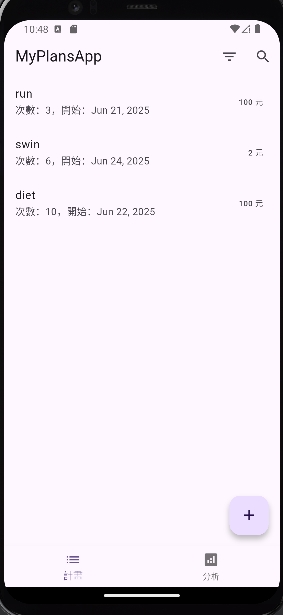 10:48
MyPlansApp
run
次數：3，開始：Jun 21, 2025
100 元
swin
次數：6，開始：Jun 24, 2025
2 元
diet
次數：10，開始：Jun 22, 2025
100 元
+
計畫
分析